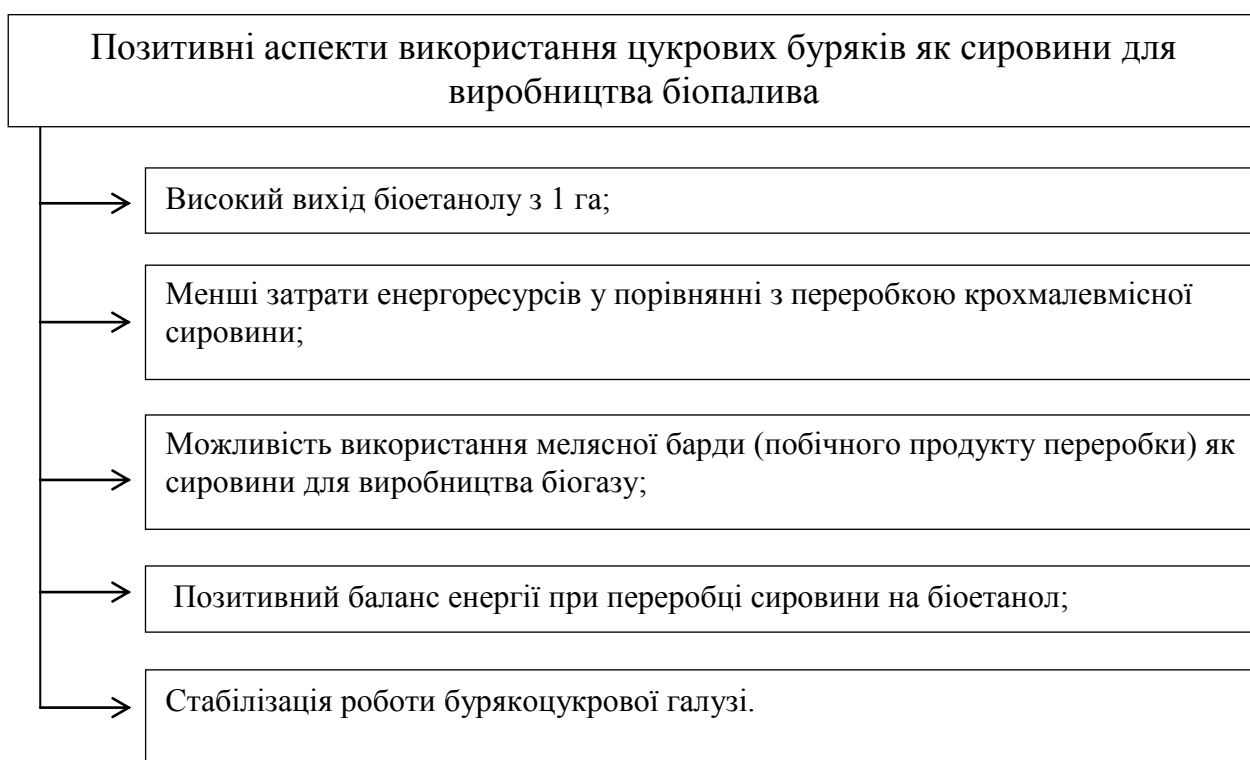 Позитивні аспекти використання цукрових буряків як сировини для
виробництва біопалива
Високий вихід біоетанолу з 1 га;
Менші затрати енергоресурсів у порівнянні з переробкою крохмалевмісної
сировини;
Можливість використання мелясної барди (побічного продукту переробки) як
сировини для виробництва біогазу;
Позитивний баланс енергії при переробці сировини на біоетанол;
Стабілізація роботи бурякоцукрової галузі.